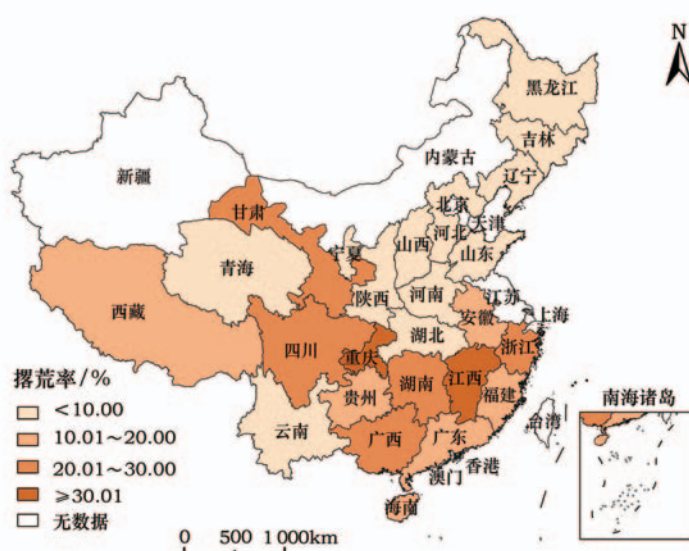 N
黑龙江
吉林
辽宁
内蒙古
新疆
北京
天津
甘肃
河北
山西
宁夏
山东
青海
陕西
河南
江苏
西藏
安徽
上海
湖北
四川
重庆
浙江
湖南
江西
贵州
福建
云南
台湾
广西
广东
香港
澳门
海南
南海诸岛
撂荒率/%
<10.00
10.01~20.00
20.01~30.00
≥30.01
无数据
0 500 1 000km